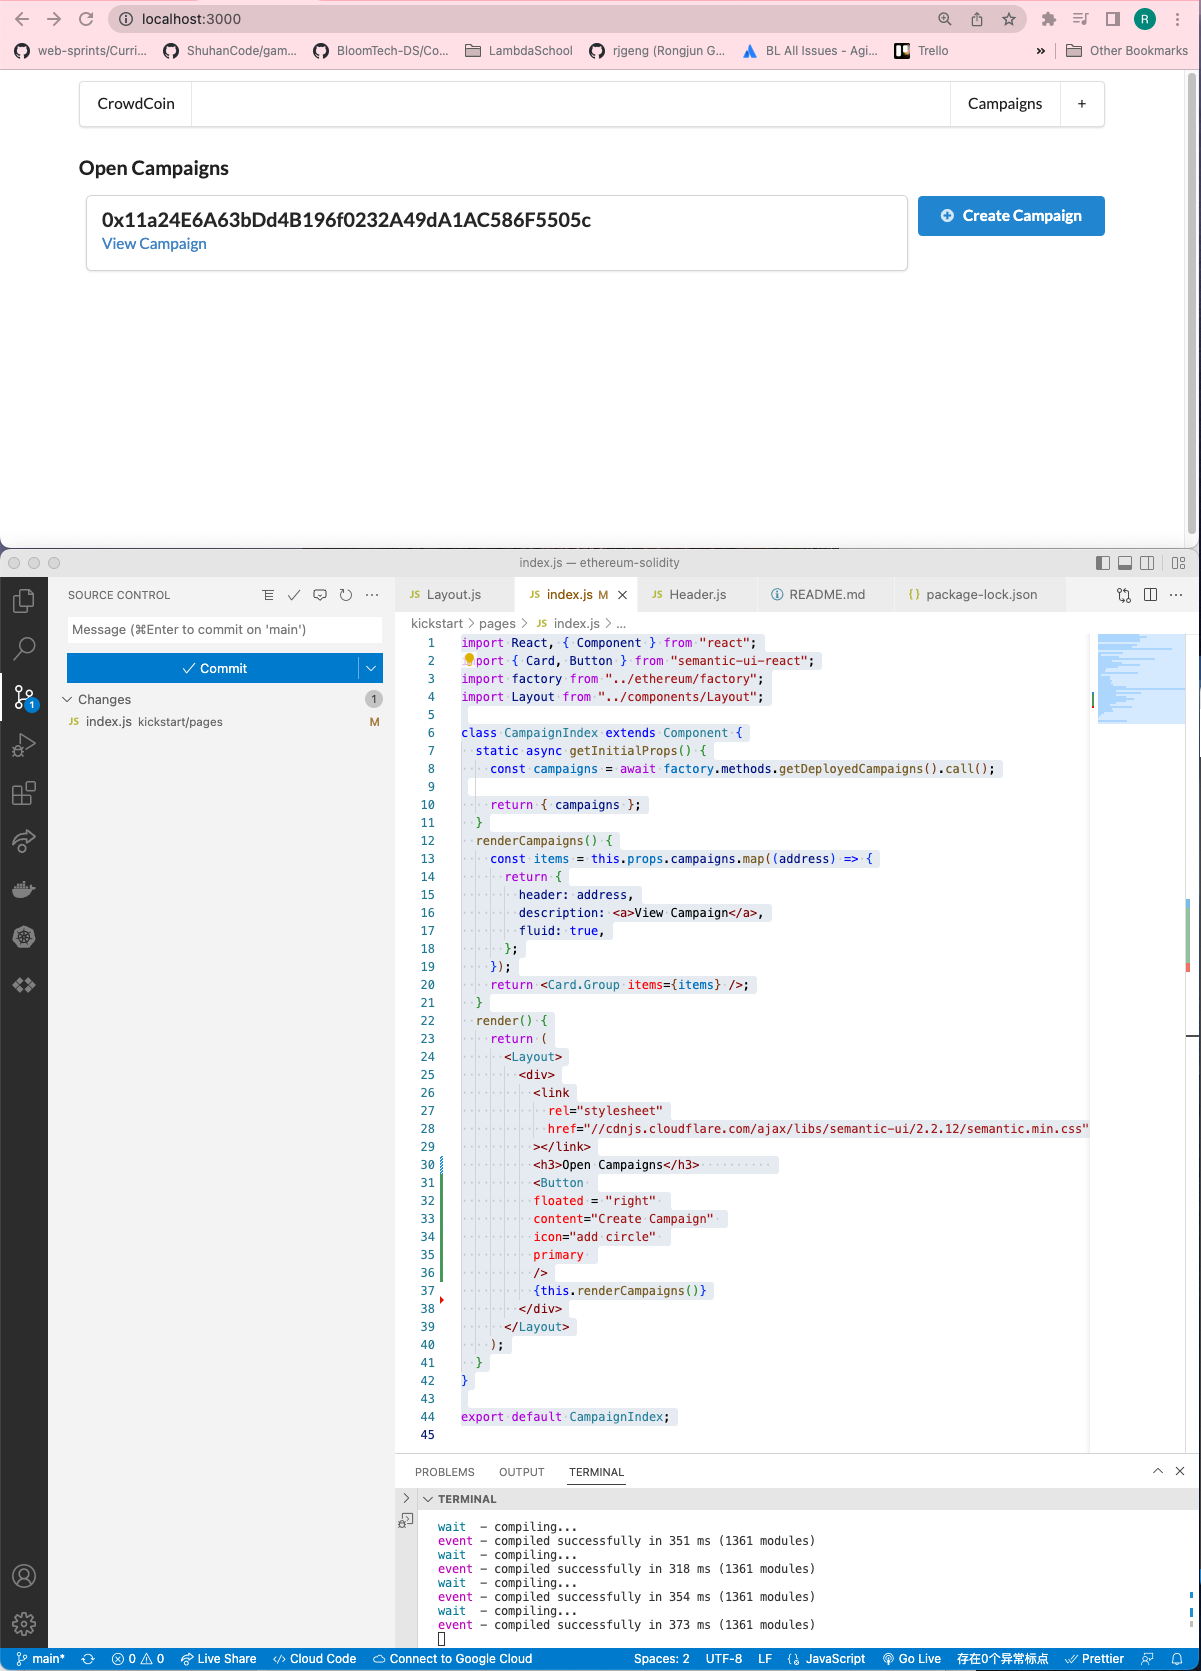 localhost:3000
R
web-sprints/Curri...
ShuhanCode/gam...
BloomTech-DS/Co...
LambdaSchool
rjgeng (Rongjun G...
BL All Issues - Agi...
Trello
»
Other Bookmarks
CrowdCoin
Campaigns
+
Open Campaigns
0x11a24E6A63bDd4B196f0232A49dA1AC586F5505c
View Campaign
Create Campaign
index.js — ethereum-solidity
SOURCE CONTROL
Message (⌘Enter to commit on 'main')
Commit
Changes
1
JS index.js kickstart/pages
M
1
JS Layout.js
JS index.js M
JS Header.js
README.md
{} package-lock.json
kickstart > pages > JS index.js > ...
1 import React, { Component } from "react";
2 import { Card, Button } from "semantic-ui-react";
3 import factory from "../ethereum/factory";
4 import Layout from "../components/Layout";
5
6 class CampaignIndex extends Component {
7 static async getInitialProps() {
8 const campaigns = await factory.methods.getDeployedCampaigns().call();
9
10 return { campaigns };
11 }
12 renderCampaigns() {
13 const items = this.props.campaigns.map((address) => {
14 return {
15 header: address,
16 description: <a>View Campaign</a>,
17 fluid: true,
18 };
19 });
20 return <Card.Group items={items} />;
21 }
22 render() {
23 return (
24 <Layout>
25 <div>
26 <link
27 rel="stylesheet"
28 href="//cdnjs.cloudflare.com/ajax/libs/semantic-ui/2.2.12/semantic.min.css"
29 ></link>
30 <h3>Open Campaigns</h3>
31 <Button
32 floated = "right"
33 content="Create Campaign"
34 icon="add circle"
35 primary
36 />
37 {this.renderCampaigns()}
38 </div>
39 </Layout>
40 );
41 }
42 }
43
44 export default CampaignIndex;
45
PROBLEMS
OUTPUT
TERMINAL
TERMINAL
wait - compiling...
event - compiled successfully in 351 ms (1361 modules)
wait - compiling...
event - compiled successfully in 318 ms (1361 modules)
wait - compiling...
event - compiled successfully in 354 ms (1361 modules)
wait - compiling...
event - compiled successfully in 373 ms (1361 modules)
main*
0
0
Live Share
Cloud Code
Connect to Google Cloud
Spaces: 2
UTF-8
LF
JavaScript
Go Live
存在0个异常标点
Prettier